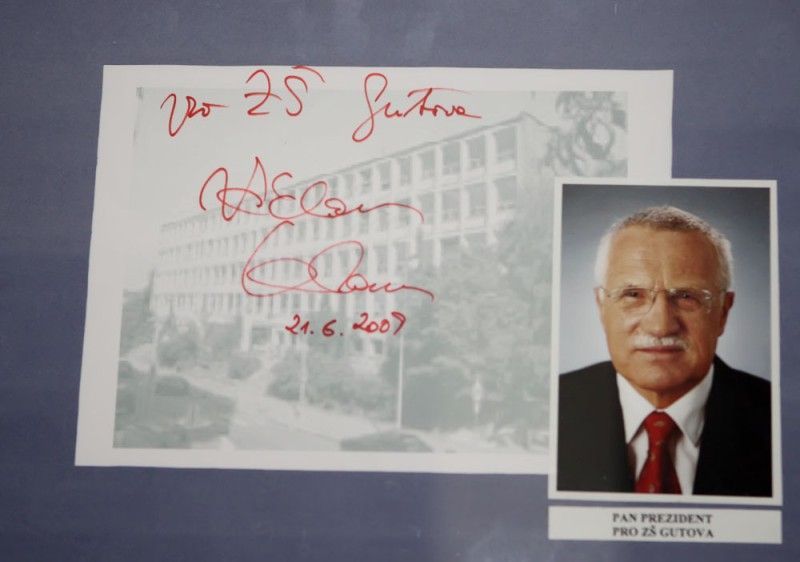 pro ZŠ Gutova
21.6.2007
PAN PREZIDENT
PRO ZŠ GUTOVA